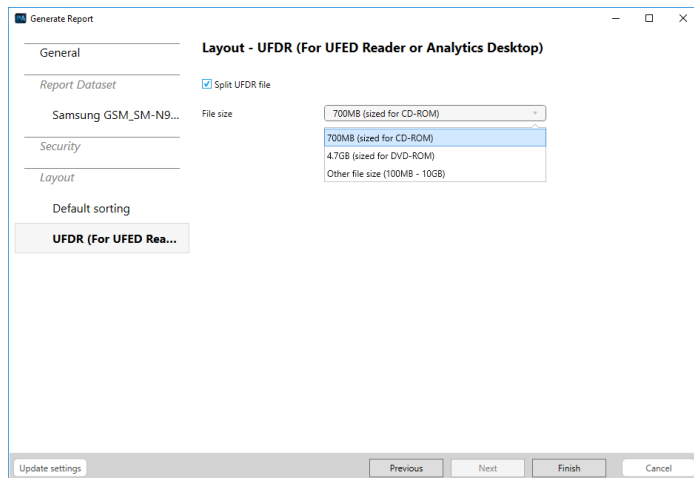 PA Generate Report
General
Layout - UFDR (For UFED Reader or Analytics Desktop)
Report Dataset
Split UFDR file
Samsung GSM_SM-N9...
File size
700MB (sized for CD-ROM)
700MB (sized for CD-ROM)
4.7GB (sized for DVD-ROM)
Other file size (100MB - 10GB)
Security
Layout
Default sorting
UFDR (For UFED Rea...
Update settings
Previous
Next
Finish
Cancel